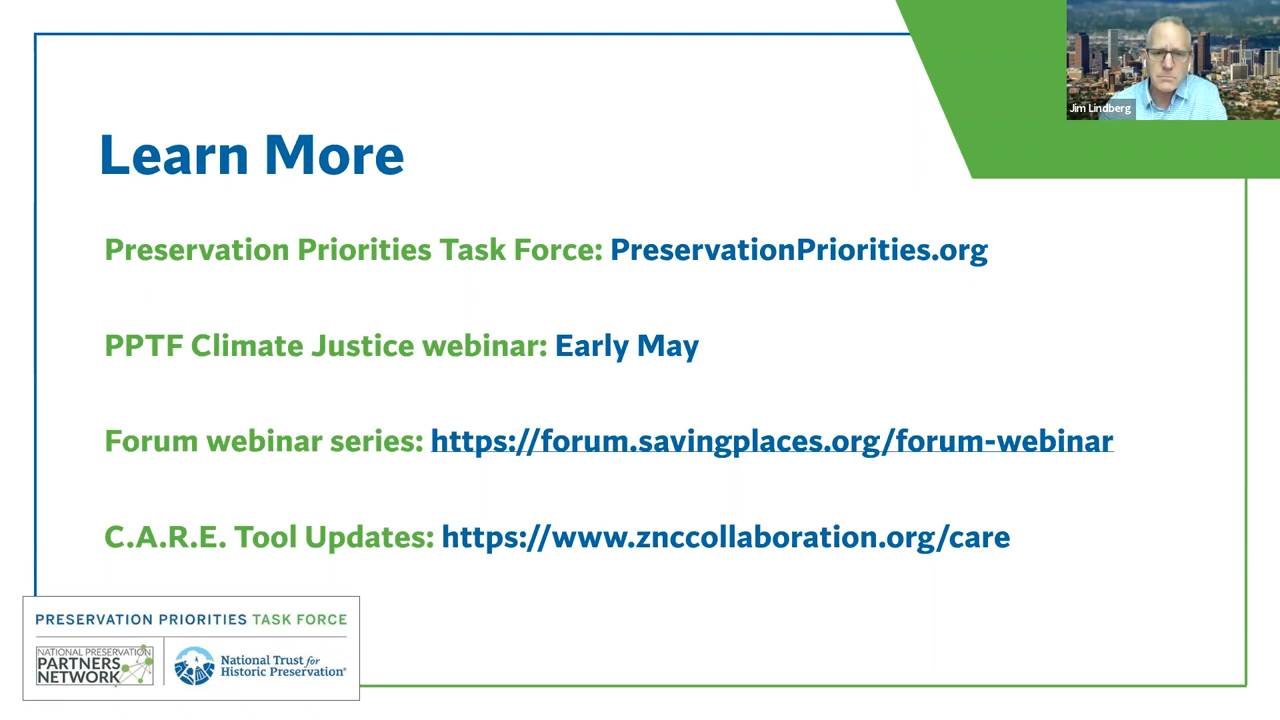 Jim Lindberg
Learn More
Preservation Priorities Task Force: PreservationPriorities.org
PPTF Climate Justice webinar: Early May
Forum webinar series: https://forum.savingplaces.org/forum-webinar
C.A.R.E. Tool Updates: https://www.znccollaboration.org/care
PRESERVATION PRIORITIES TASK FORCE
NATIONAL PRESERVATION
PARTNERS
NETWORK
National Trust for
Historic Preservation®